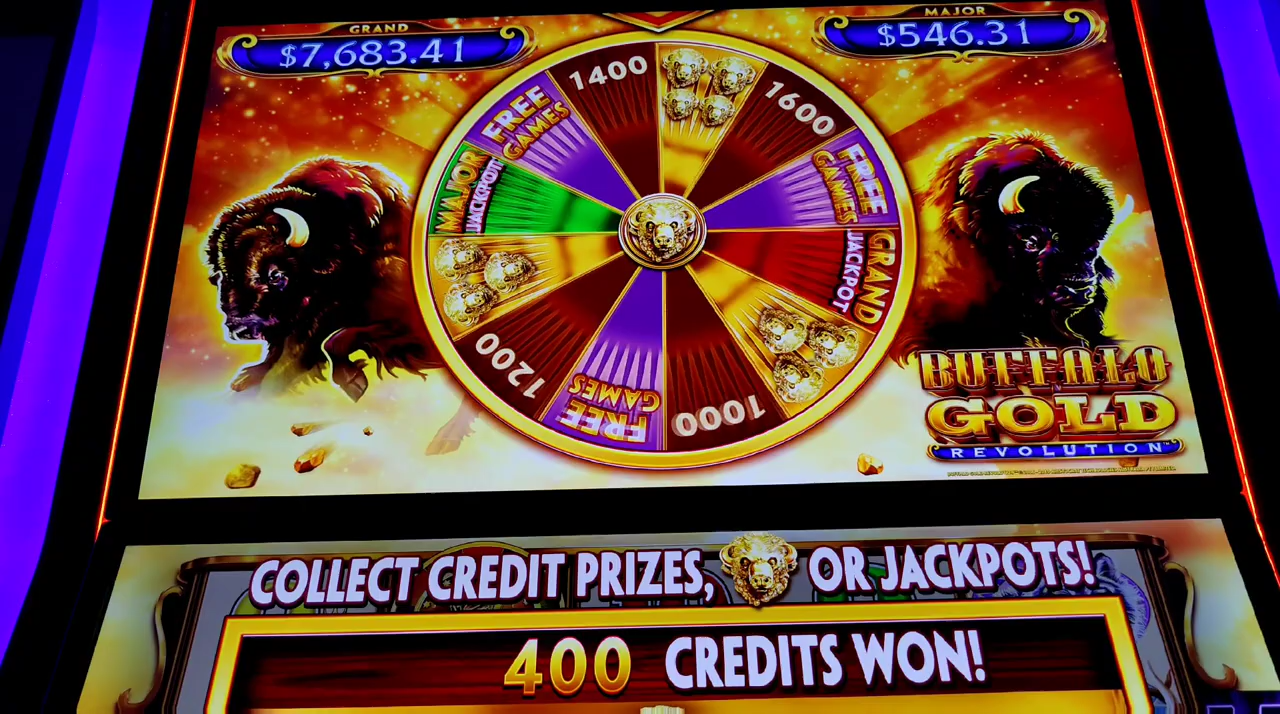 GRAND
$7,683.41
MAJOR
$546.31
1400
1600
FREE
GAMES
FREE
GAMES
MAJOR
JACKPOT
GRAND
JACKPOT
1200
FREE
GAMES
1000
BUFFALO
GOLD
REVOLUTION™
COLLECT CREDIT PRIZES, OR JACKPOTS!
400 CREDITS WON!